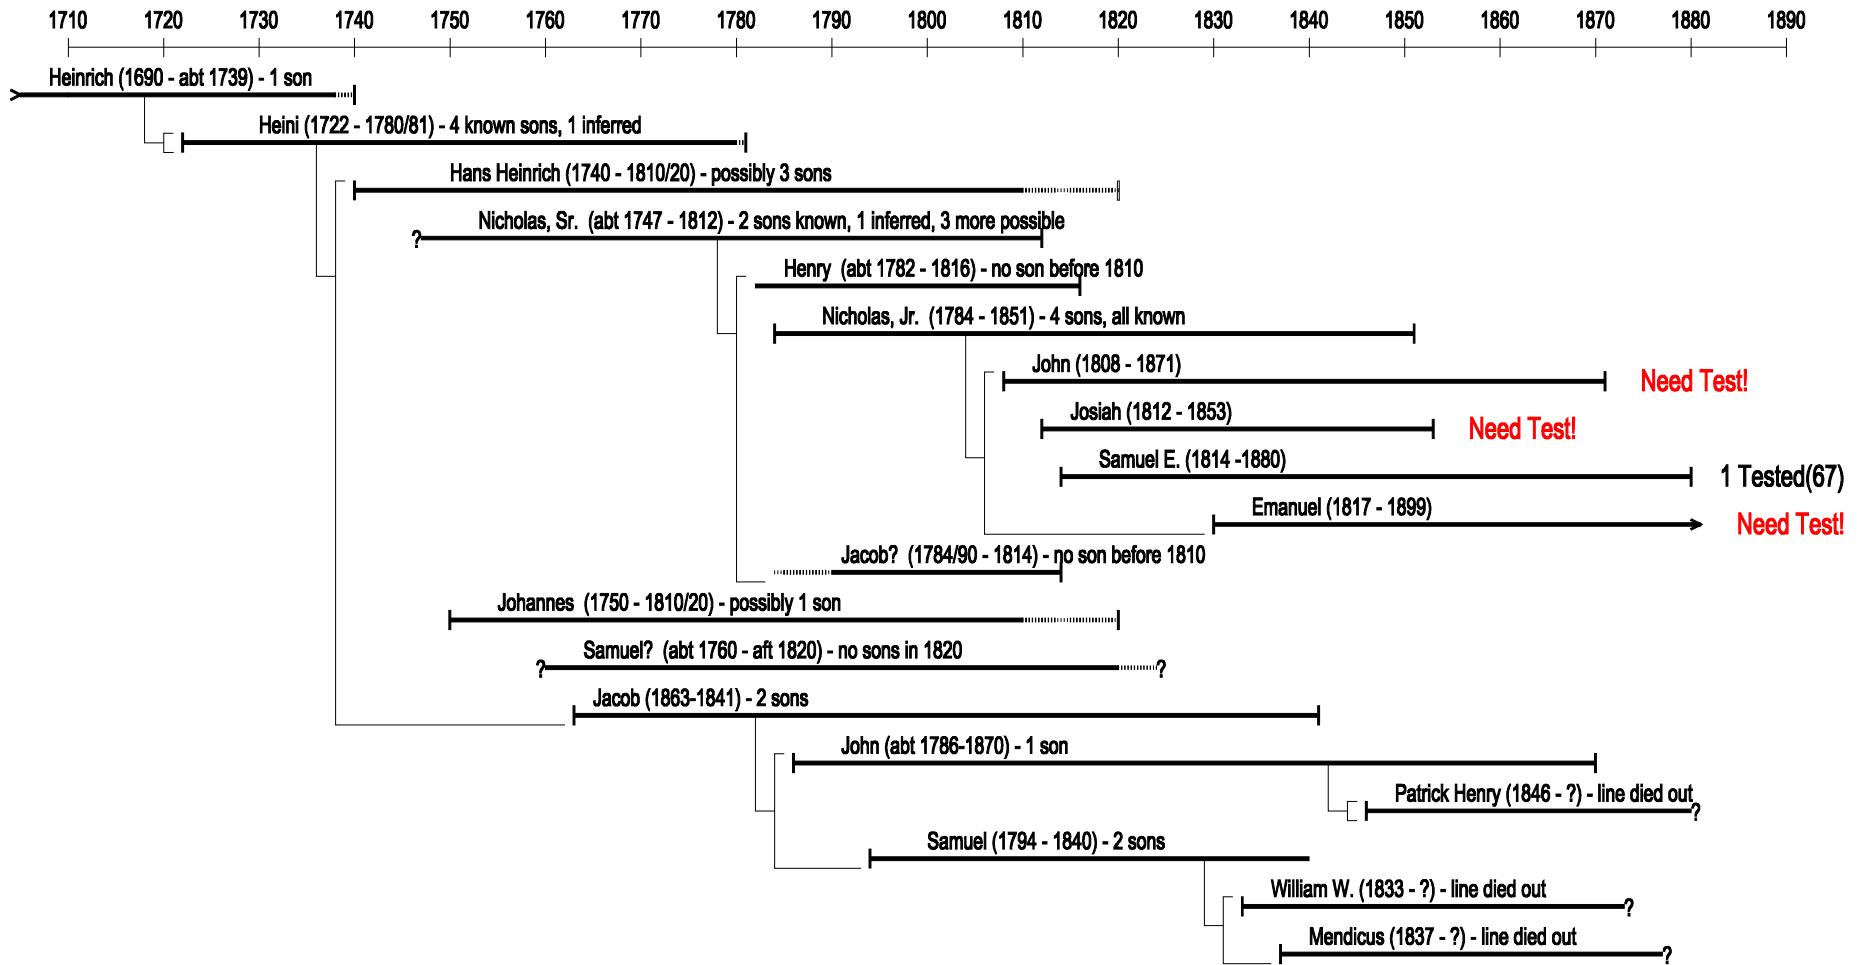 1710 1720 1730 1740 1750 1760 1770 1780 1790 1800 1810 1820 1830 1840 1850 1860 1870 1880 1890
Heinrich (1690 - abt 1739) - 1 son
Heini (1722 - 1780/81) - 4 known sons, 1 inferred
Hans Heinrich (1740 - 1810/20) - possibly 3 sons
Nicholas, Sr. (abt 1747 - 1812) - 2 sons known, 1 inferred, 3 more possible
?
Henry (abt 1782 - 1816) - no son before 1810
Nicholas, Jr. (1784 - 1851) - 4 sons, all known
John (1808 - 1871)
Need Test!
Josiah (1812 - 1853)
Need Test!
Samuel E. (1814 -1880)
1 Tested(67)
Emanuel (1817 - 1899)
Need Test!
Jacob? (1784/90 - 1814) - no son before 1810
Johannes (1750 - 1810/20) - possibly 1 son
Samuel? (abt 1760 - aft 1820) - no sons in 1820
? ?
Jacob (1863-1841) - 2 sons
John (abt 1786-1870) - 1 son
Patrick Henry (1846 - ?) - line died out
?
Samuel (1794 - 1840) - 2 sons
William W. (1833 - ?) - line died out
?
Mendicus (1837 - ?) - line died out
?